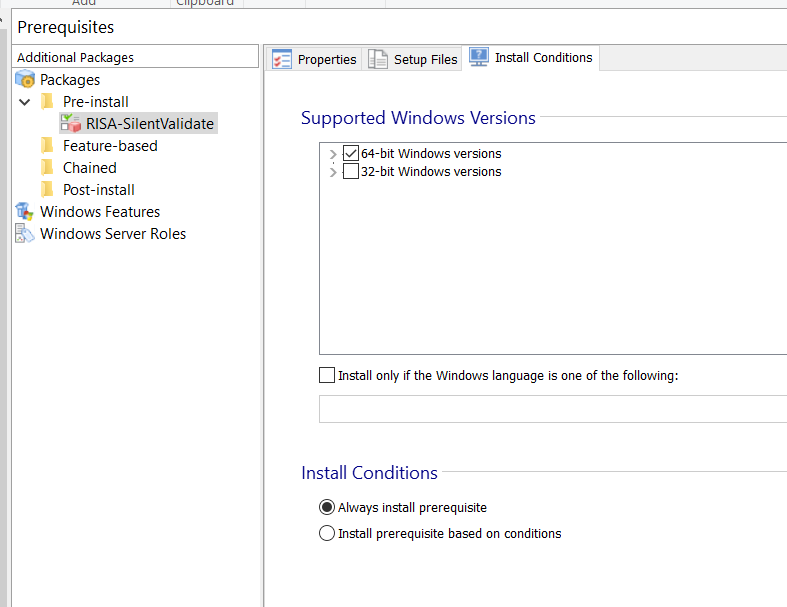 Add
Clipboard
Prerequisites
Additional Packages
Packages
Pre-install
RISA-SilentValidate
Feature-based
Chained
Post-install
Windows Features
Windows Server Roles
Properties
Setup Files
Install Conditions
Supported Windows Versions
64-bit Windows versions
32-bit Windows versions
Install only if the Windows language is one of the following:
Install Conditions
Always install prerequisite
Install prerequisite based on conditions